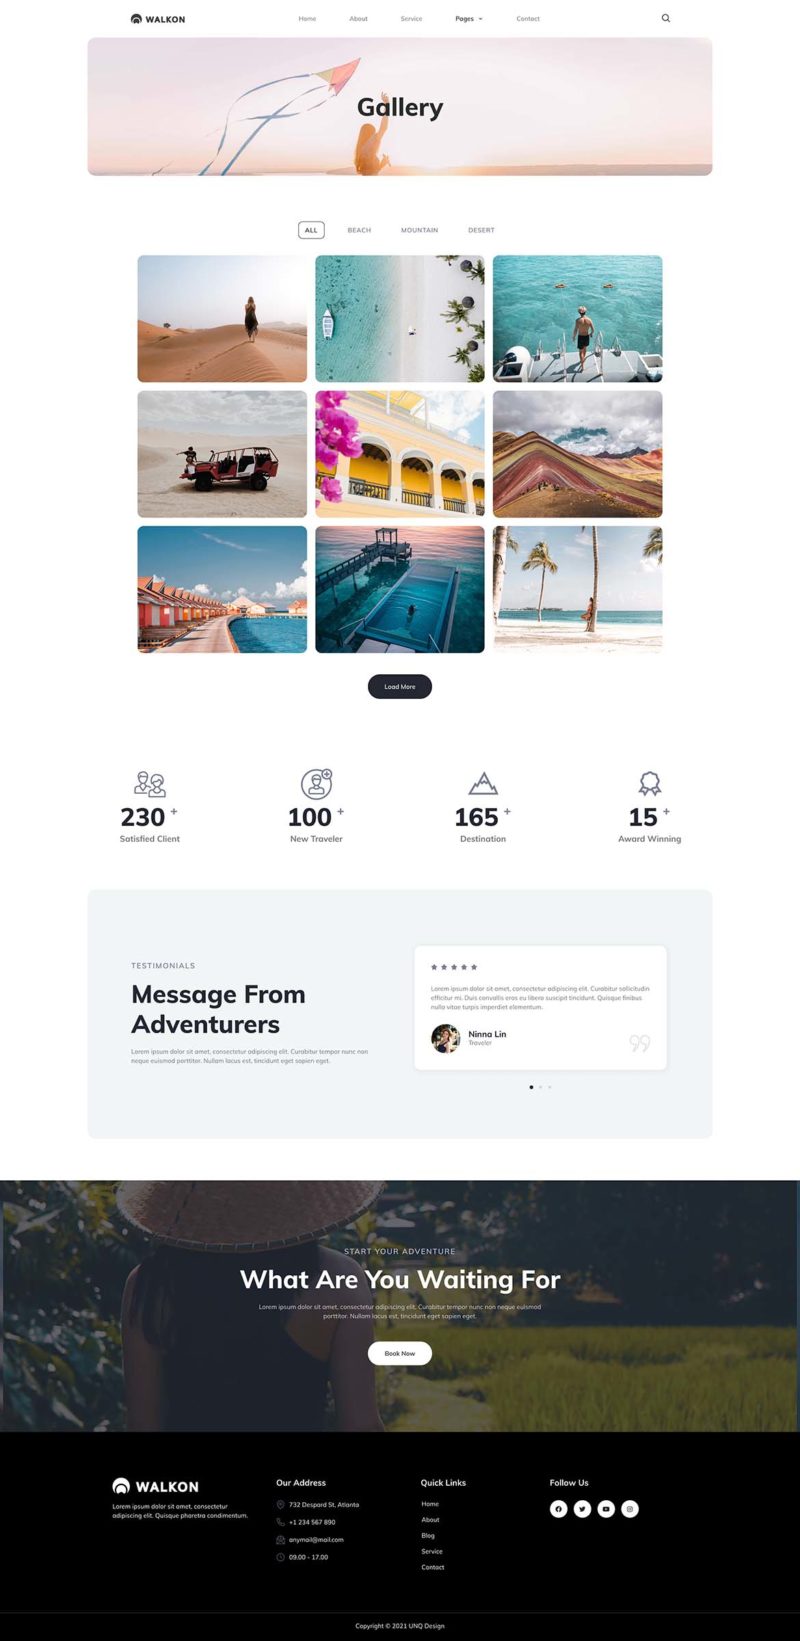 WALKON
Home
About
Service
Pages
Contact
Gallery
ALL
BEACH
MOUNTAIN
DESERT
Load More
230 +
Satisfied Client
100 +
New Traveler
165 +
Destination
15 +
Award Winning
TESTIMONIALS
Message From
Adventurers
Lorem ipsum dolor sit amet, consectetur adipiscing elit. Curabitur tempor nunc non
neque euismod porttitor. Nullam lacus est, tincidunt eget sapien eget.
Lorem ipsum dolor sit amet, consectetur adipiscing elit. Curabitur sollicitudin
efficitur mi. Duis convallis eros eu libero suscipit tincidunt. Quisque finibus
nulla vitae turpis imperdiet elementum.
Ninna Lin
Traveler
START YOUR ADVENTURE
What Are You Waiting For
Lorem ipsum dolor sit amet, consectetur adipiscing elit. Curabitur tempor nunc non neque euismod
porttitor. Nullam lacus est, tincidunt eget sapien eget.
Book Now
WALKON
Lorem ipsum dolor sit amet, consectetur
adipiscing elit. Quisque pharetra condimentum.
Our Address
732 Despard St, Atlanta
+1 234 567 890
anymail@mail.com
09.00 - 17.00
Quick Links
Home
About
Blog
Service
Contact
Follow Us
Copyright © 2021 UNQ Design